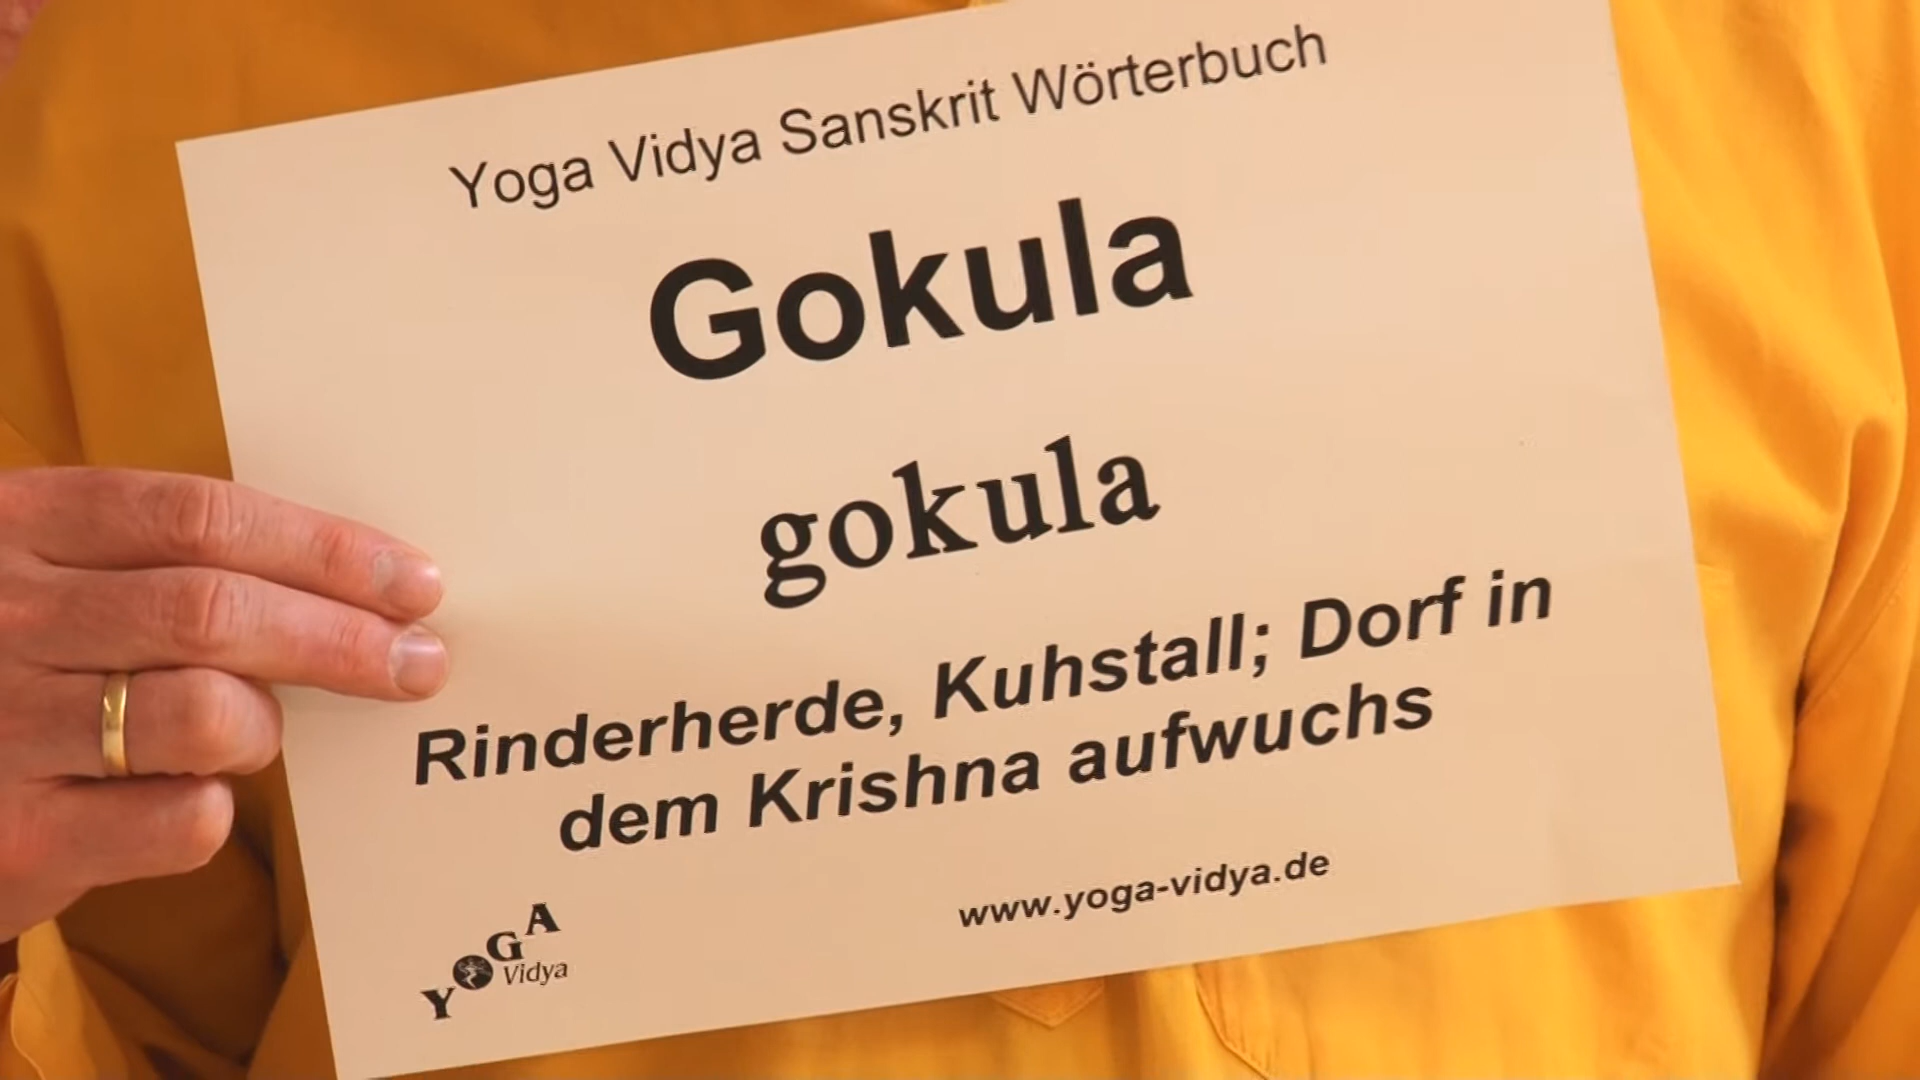 Yoga Vidya Sanskrit Wörterbuch
Gokula
gokula
Rinderherde, Kuhstall; Dorf in
dem Krishna aufwuchs
www.yoga-vidya.de
YOGA
Vidya